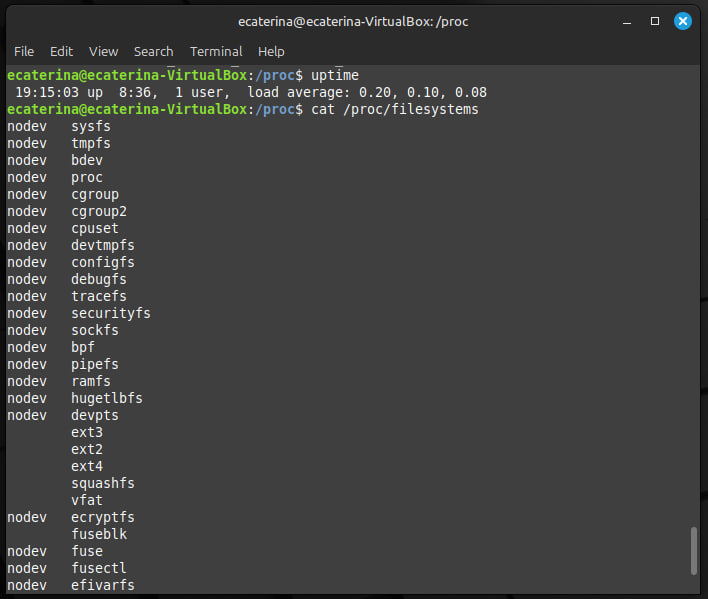 ecaterina@ecaterina-VirtualBox: /proc
File Edit View Search Terminal Help
ecaterina@ecaterina-VirtualBox:/proc$ uptime
 19:15:03 up  8:36,  1 user,  load average: 0.20, 0.10, 0.08
ecaterina@ecaterina-VirtualBox:/proc$ cat /proc/filesystems
nodev   sysfs
nodev   tmpfs
nodev   bdev
nodev   proc
nodev   cgroup
nodev   cgroup2
nodev   cpuset
nodev   devtmpfs
nodev   configfs
nodev   debugfs
nodev   tracefs
nodev   securityfs
nodev   sockfs
nodev   bpf
nodev   pipefs
nodev   ramfs
nodev   hugetlbfs
nodev   devpts
        ext3
        ext2
        ext4
        squashfs
        vfat
nodev   ecryptfs
        fuseblk
nodev   fuse
nodev   fusectl
nodev   efivarfs